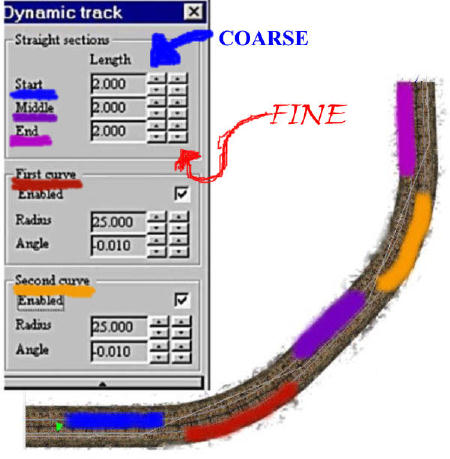 Dynamic track
Straight sections
COARSE
Length
Start 2.000
Middle 2.000
End 2.000
FINE
First curve
Enabled
Radius 25.000
Angle -0.010
Second curve
Enabled
Radius 25.000
Angle -0.010